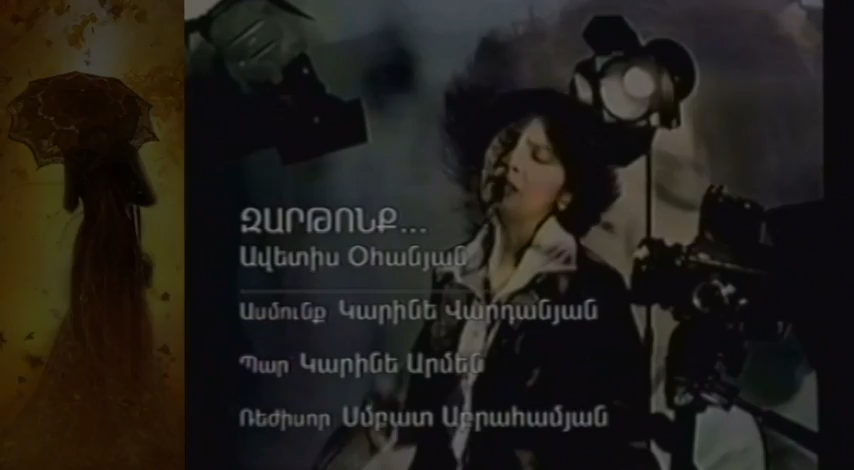 ԶԱՐԹՈՆՔ...
Ավետիս Օհանյան
Ասմունք Կարինե Վարդանյան
Պար Կարինե Արմեն
Ռեժիսոր Սմբատ Աբրահամյան